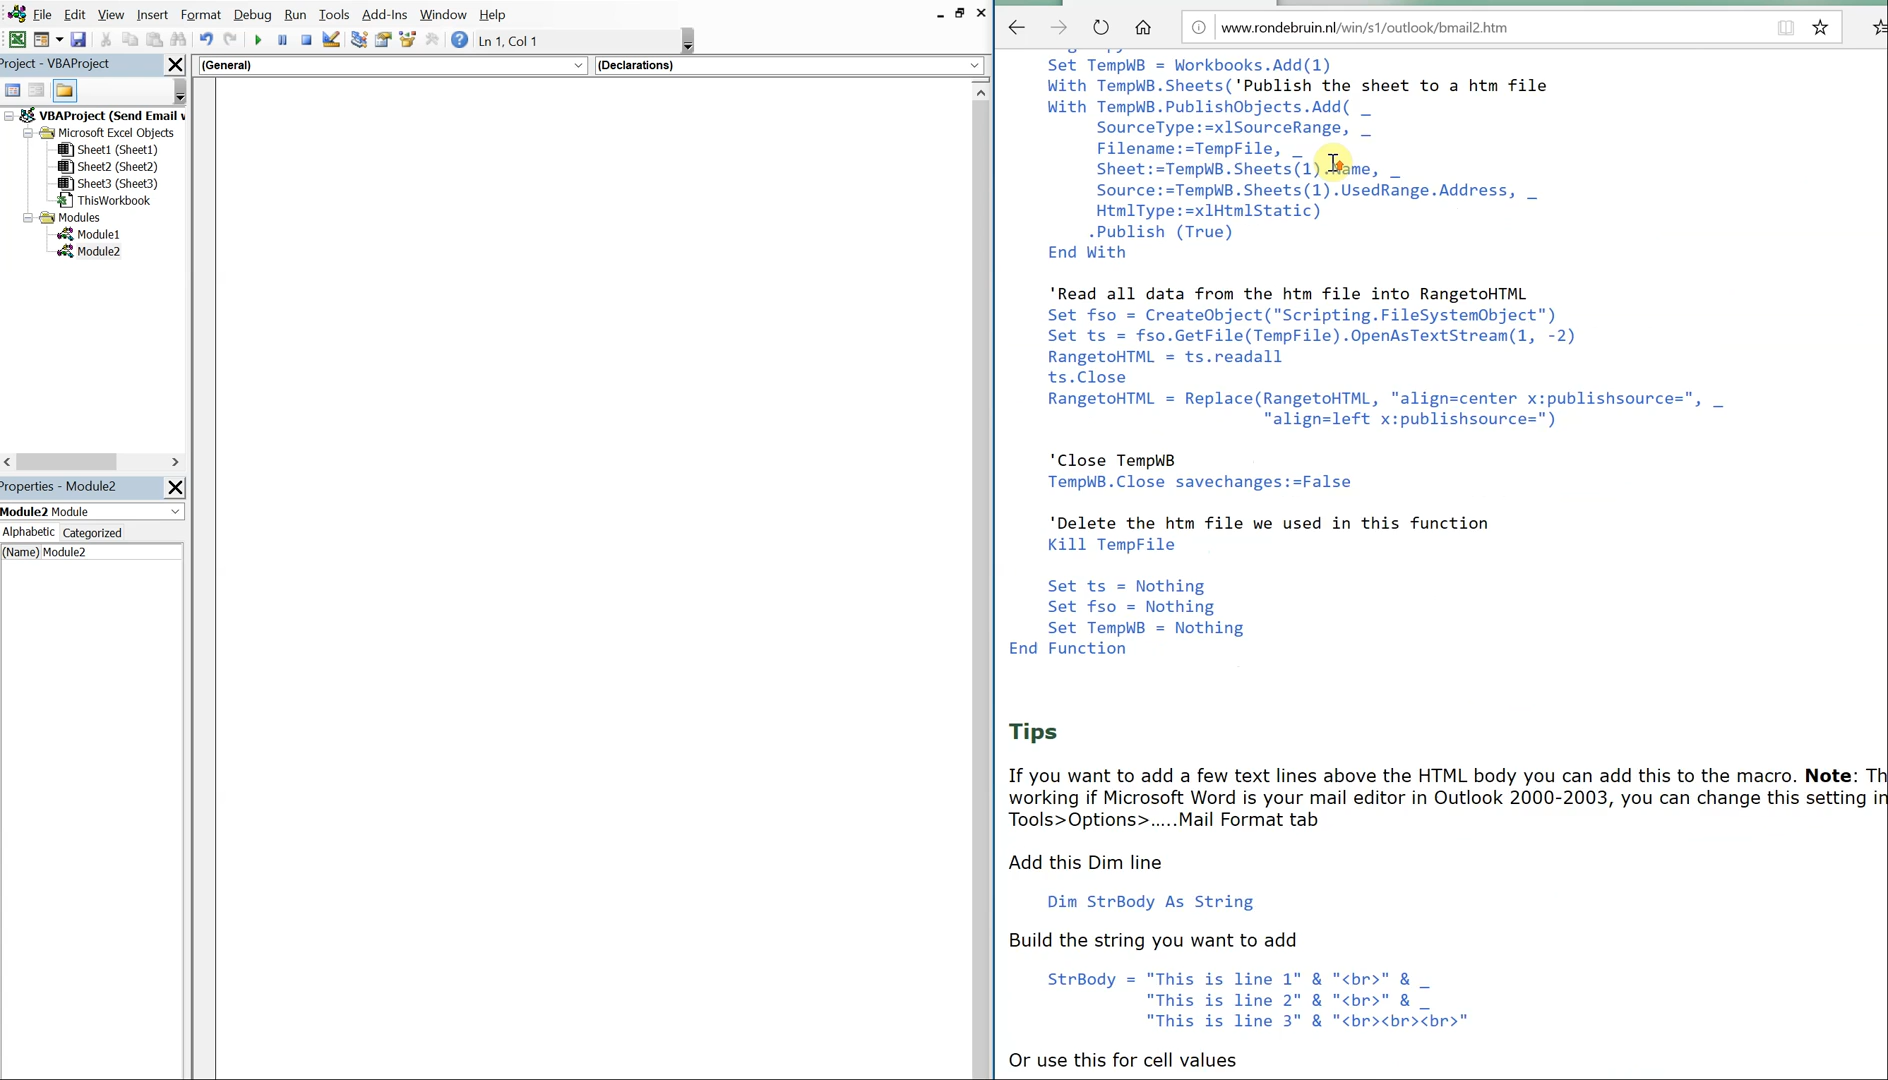 File Edit View Insert Format Debug Run Tools Add-Ins Window Help
Ln 1, Col 1
Project - VBAProject
VBAProject (Send Email
Microsoft Excel Objects
Sheet1 (Sheet1)
Sheet2 (Sheet2)
Sheet3 (Sheet3)
ThisWorkbook
Modules
Module1
Module2
Properties - Module2
Module2 Module
Alphabetic Categorized
(Name) Module2
(General)
(Declarations)
www.rondebruin.nl/win/s1/outlook/bmail2.htm
Set TempWB = Workbooks.Add(1)
With TempWB.Sheets('Publish the sheet to a htm file
With TempWB.PublishObjects.Add( _
SourceType:=xlSourceRange, _
Filename:=TempFile, _
Sheet:=TempWB.Sheets(1).Name, _
Source:=TempWB.Sheets(1).UsedRange.Address, _
HtmlType:=xlHtmlStatic)
.Publish (True)
End With
'Read all data from the htm file into RangetoHTML
Set fso = CreateObject("Scripting.FileSystemObject")
Set ts = fso.GetFile(TempFile).OpenAsTextStream(1, -2)
RangetoHTML = ts.readall
ts.Close
RangetoHTML = Replace(RangetoHTML, "align=center x:publishsource=", _
"align=left x:publishsource=")
'Close TempWB
TempWB.Close savechanges:=False
'Delete the htm file we used in this function
Kill TempFile
Set ts = Nothing
Set fso = Nothing
Set TempWB = Nothing
End Function
Tips
If you want to add a few text lines above the HTML body you can add this to the macro. Note: Th
working if Microsoft Word is your mail editor in Outlook 2000-2003, you can change this setting in
Tools>Options>.....Mail Format tab
Add this Dim line
Dim StrBody As String
Build the string you want to add
StrBody = "This is line 1" & "<br>" & _
"This is line 2" & "<br>" & _
"This is line 3" & "<br><br><br>"
Or use this for cell values